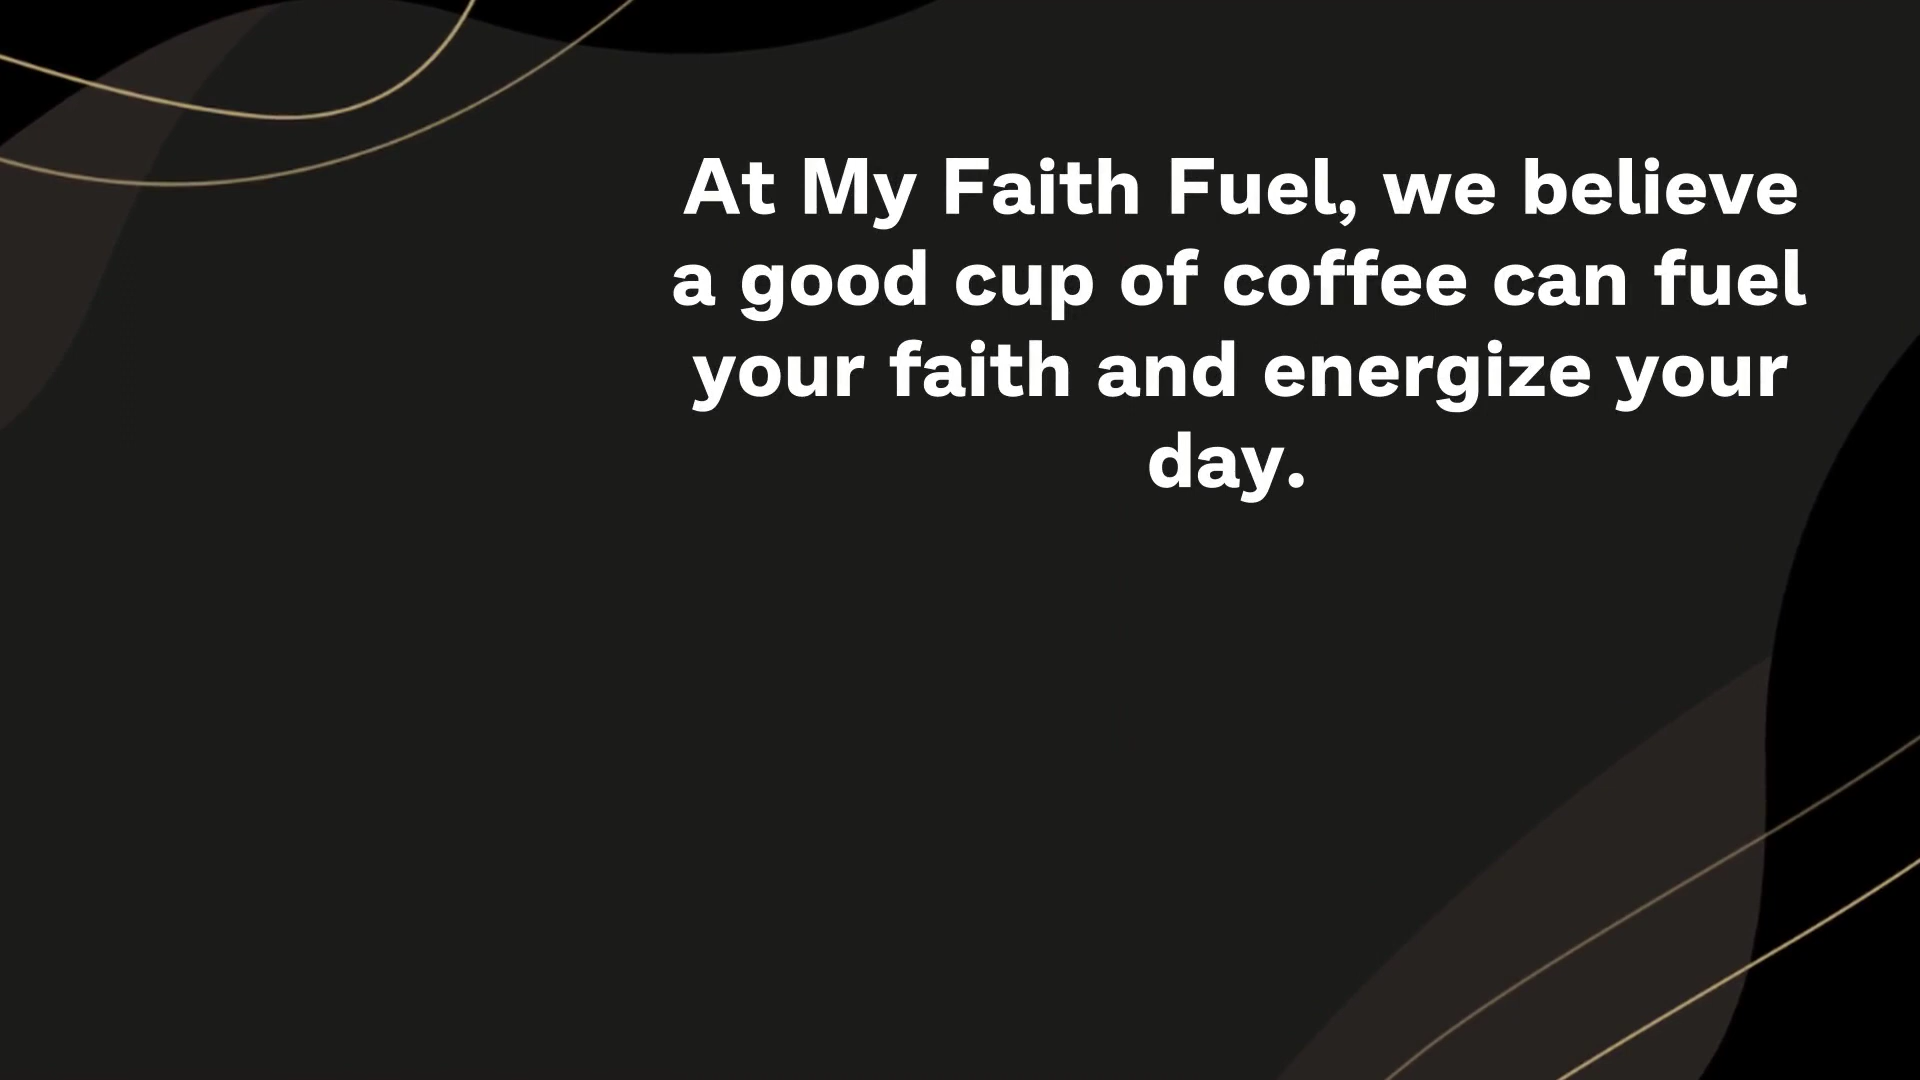 At My Faith Fuel, we believe
a good cup of coffee can fuel
your faith and energize your
day.